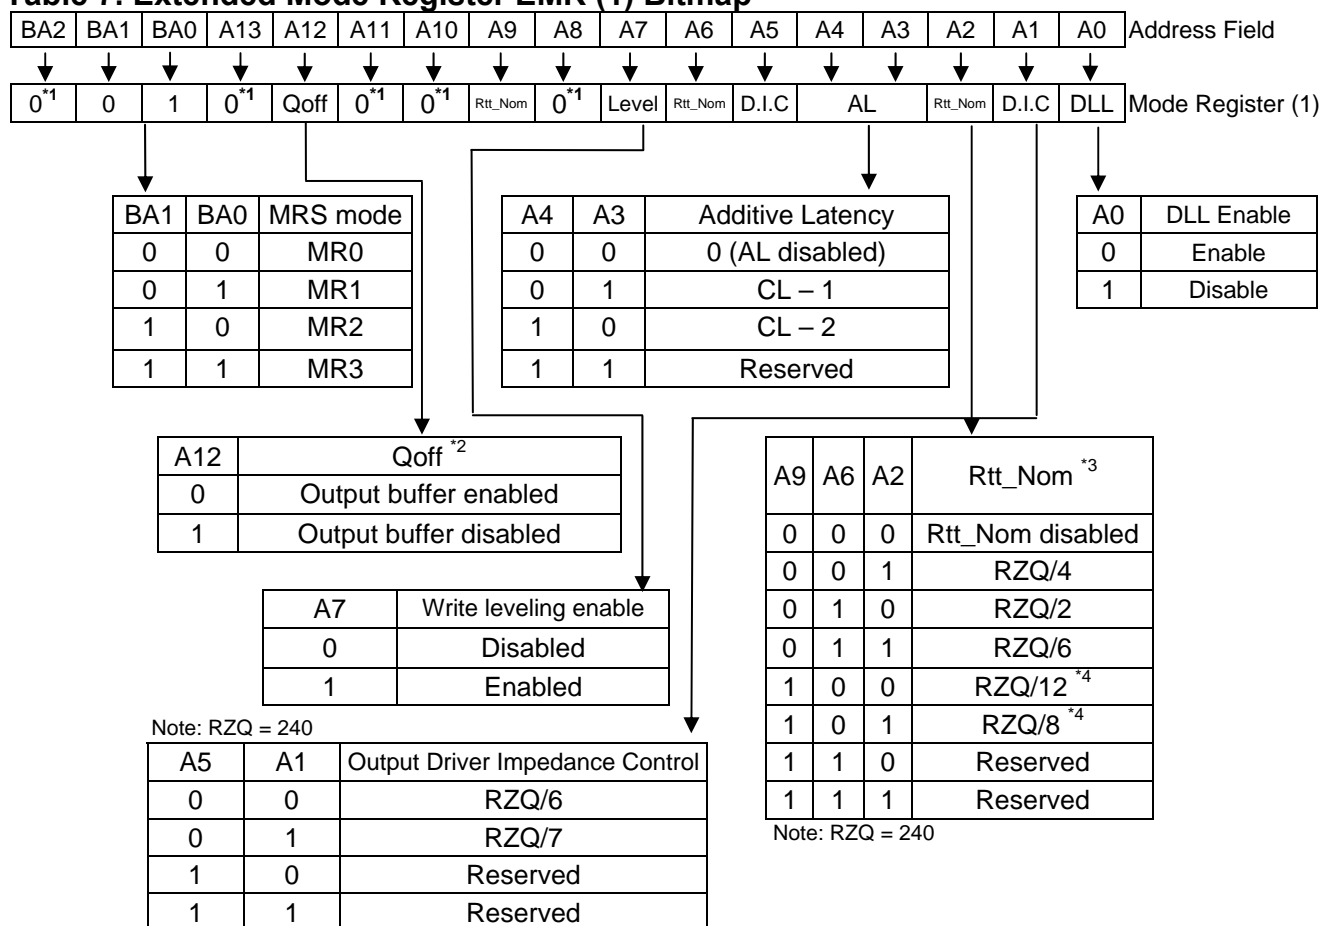 Table 7. Extended Mode Register EMR (1) Bitmap
BA2 BA1 BA0 A13 A12 A11 A10 A9 A8 A7 A6 A5 A4 A3 A2 A1 A0 Address Field
0*1 0 1 0*1 Qoff 0*1 0*1 Rtt_Nom 0*1 Level Rtt_Nom D.I.C AL Rtt_Nom D.I.C DLL Mode Register (1)
BA1 BA0 MRS mode
0 0 MR0
0 1 MR1
1 0 MR2
1 1 MR3
A4 A3 Additive Latency
0 0 0 (AL disabled)
0 1 CL – 1
1 0 CL – 2
1 1 Reserved
A0 DLL Enable
0 Enable
1 Disable
A12 Qoff *2
0 Output buffer enabled
1 Output buffer disabled
A9 A6 A2 Rtt_Nom *3
0 0 0 Rtt_Nom disabled
0 0 1 RZQ/4
0 1 0 RZQ/2
0 1 1 RZQ/6
1 0 0 RZQ/12 *4
1 0 1 RZQ/8 *4
1 1 0 Reserved
1 1 1 Reserved
Note: RZQ = 240
A7 Write leveling enable
0 Disabled
1 Enabled
Note: RZQ = 240
A5 A1 Output Driver Impedance Control
0 0 RZQ/6
0 1 RZQ/7
1 0 Reserved
1 1 Reserved